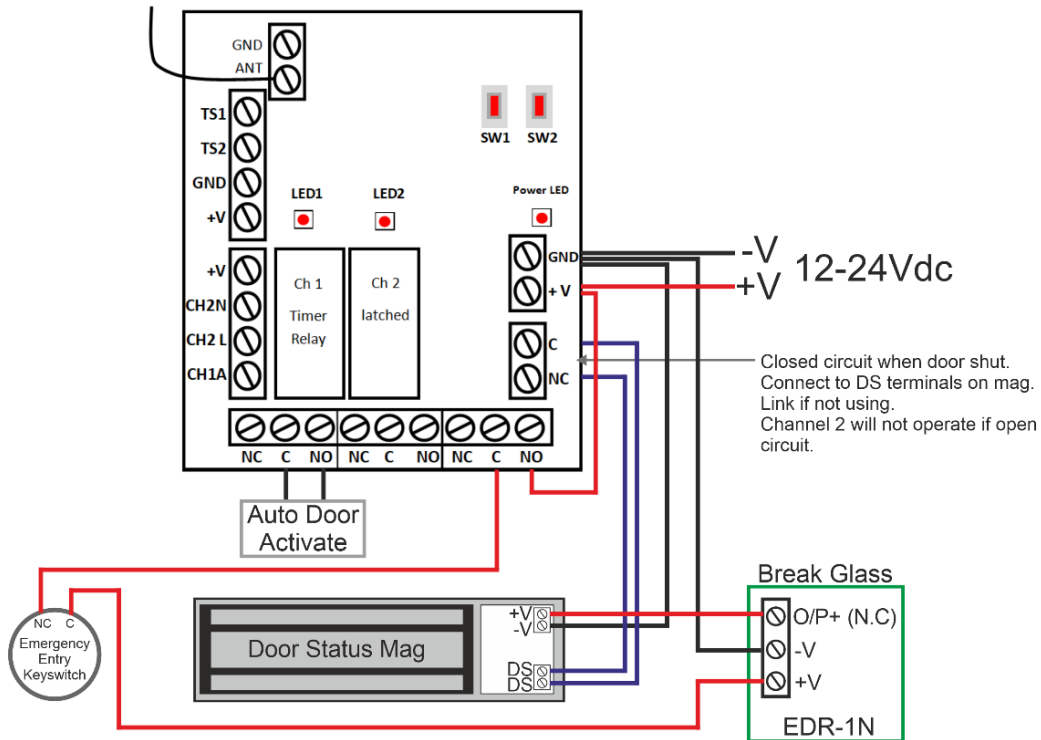 GND
ANT
TS1
TS2
GND
+V
SW1 SW2
LED1 LED2 Power LED
+V
CH2N
CH2 L
CH1A
Ch 1
Timer
Relay
Ch 2
latched
GND
+ V
C
NC
-V
+V
12-24Vdc
Closed circuit when door shut.
Connect to DS terminals on mag.
Link if not using.
Channel 2 will not operate if open
circuit.
NC C NO NC C NO NC C NO
Auto Door
Activate
NC C
Emergency
Entry
Keyswitch
Door Status Mag
+V
-V
DS
DS
Break Glass
O/P+ (N.C)
-V
+V
EDR-1N